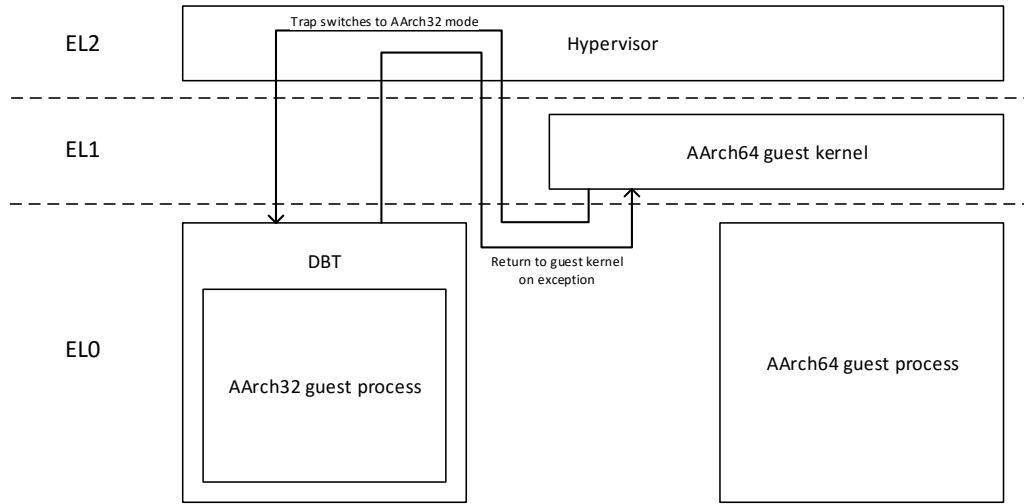 Trap switches to AArch32 mode
EL2
Hypervisor
EL1
AArch64 guest kernel
DBT
Return to guest kernel
on exception
EL0
AArch32 guest process
AArch64 guest process